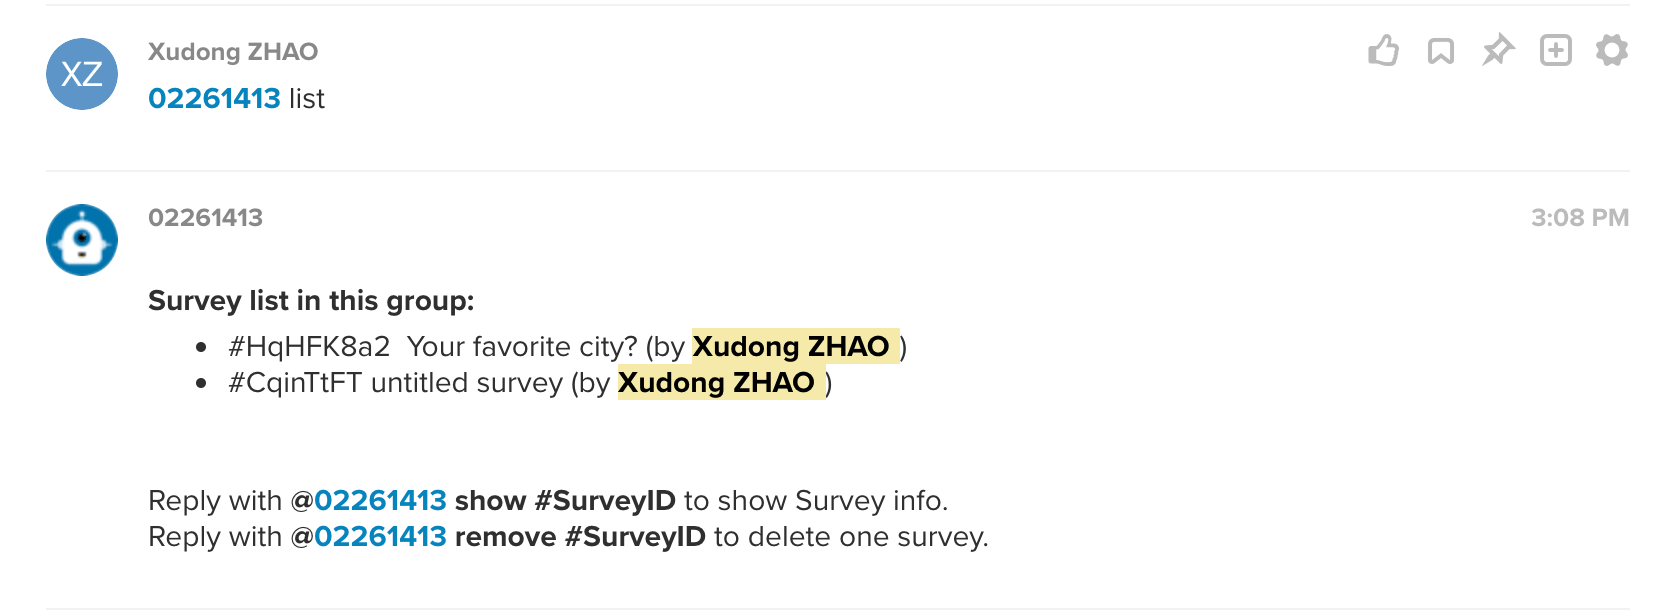 XZ
Xudong ZHAO
02261413 list
02261413
3:08 PM
Survey list in this group:
• #HqHFK8a2  Your favorite city? (by Xudong ZHAO )
• #CqinTtFT untitled survey (by Xudong ZHAO )
Reply with @02261413 show #SurveyID to show Survey info.
Reply with @02261413 remove #SurveyID to delete one survey.